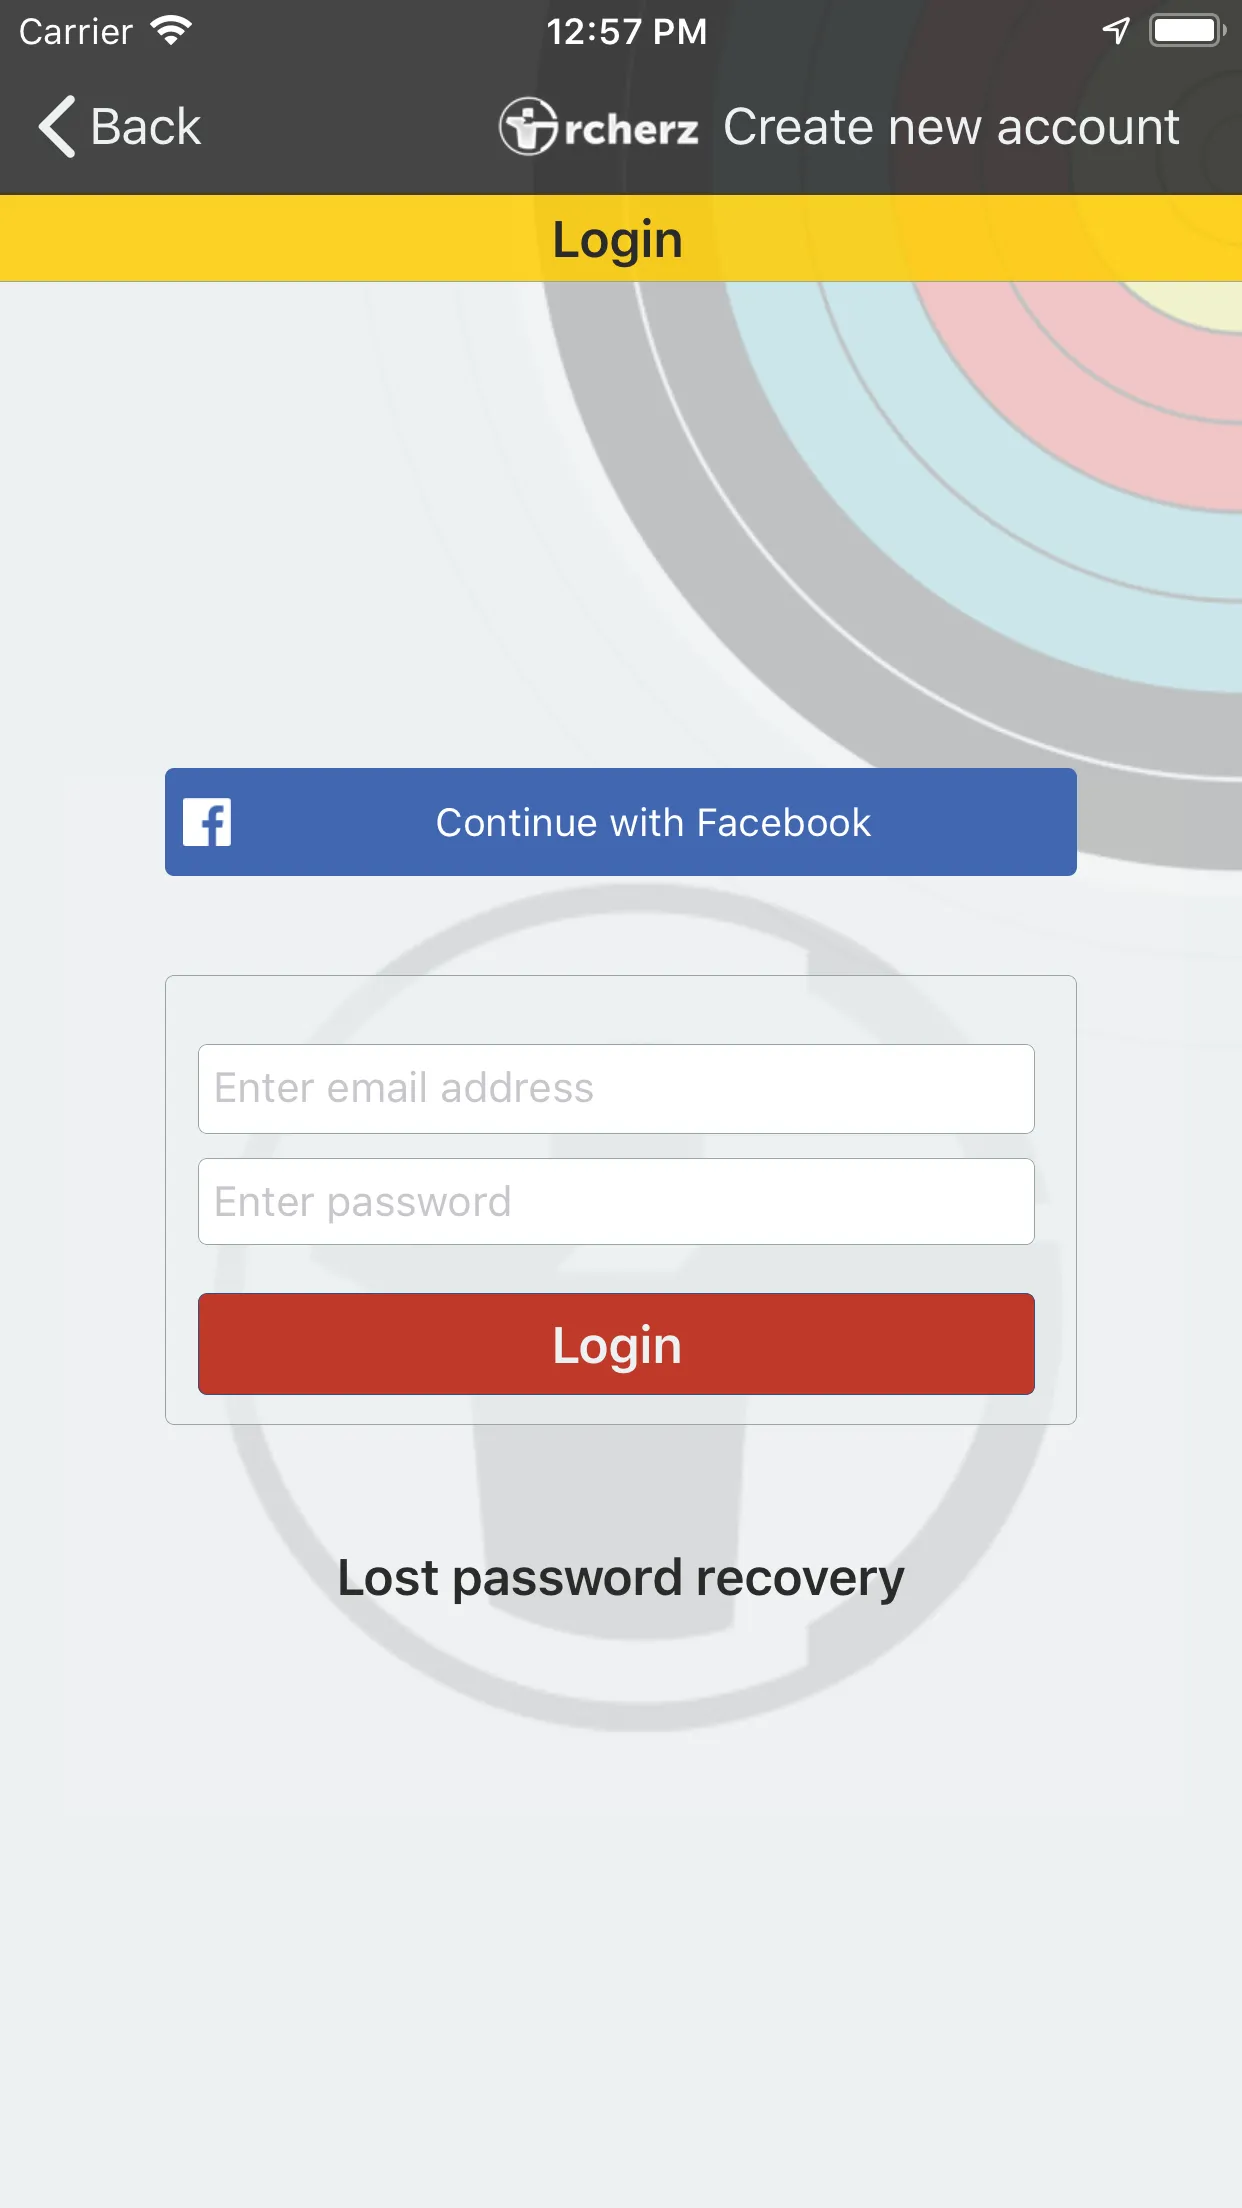 Carrier 12:57 PM
Back rcherz Create new account
Login
Continue with Facebook
Enter email address
Enter password
Login
Lost password recovery